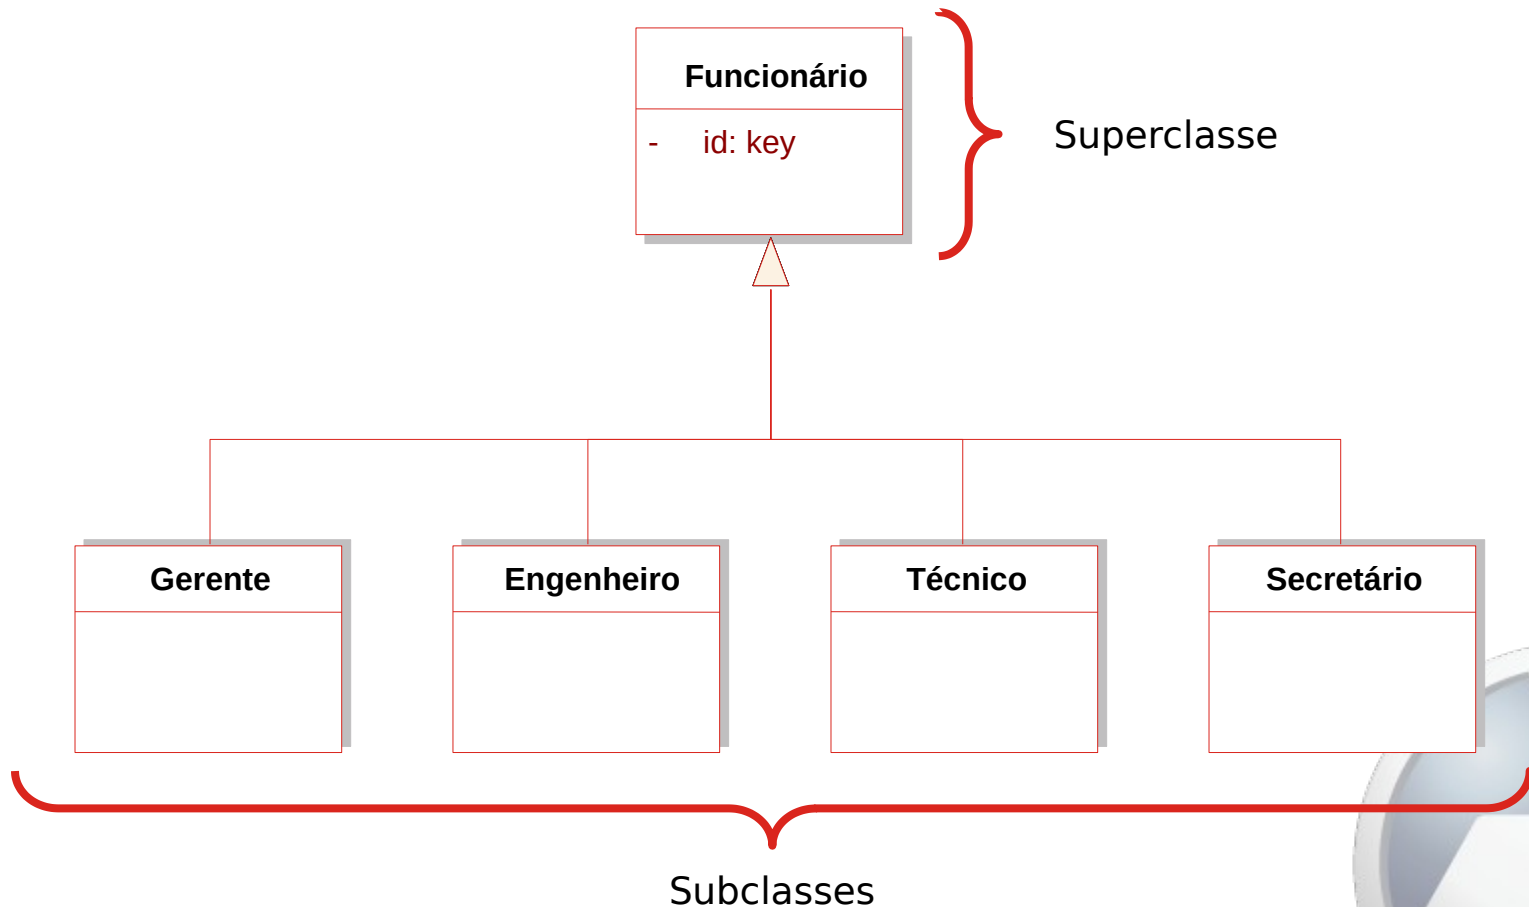 Funcionário
- id: key
Superclasse
Gerente
Engenheiro
Técnico
Secretário
Subclasses